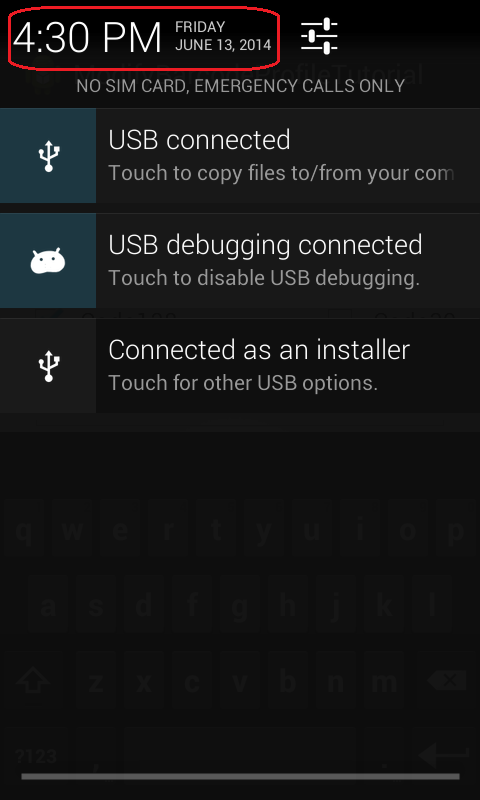 4:30 PM
FRIDAY
JUNE 13, 2014
NO SIM CARD, EMERGENCY CALLS ONLY
USB connected
Touch to copy files to/from your com
USB debugging connected
Touch to disable USB debugging.
Connected as an installer
Touch for other USB options.
q w e r t y u i o p
a s d f g h j k l
z x c v b n m
?123 , .